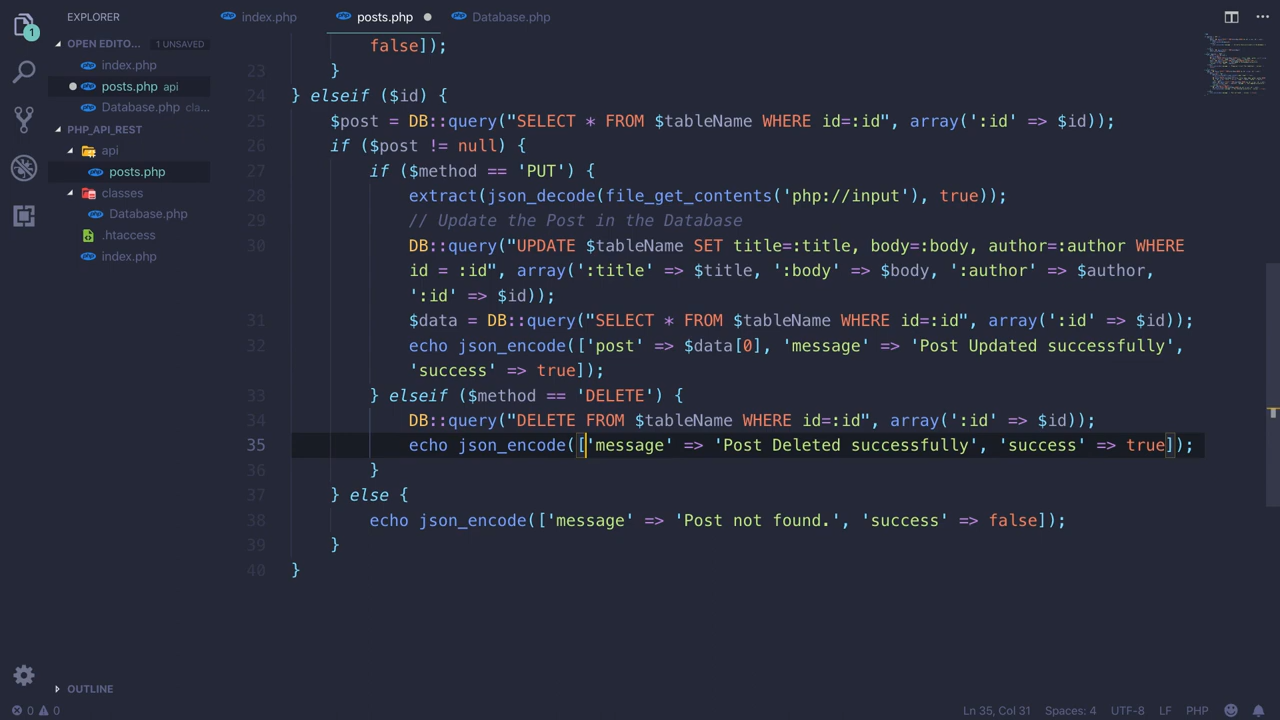 EXPLORER
index.php
posts.php
Database.php
OPEN EDITO...
1 UNSAVED
index.php
posts.php api
Database.php cla...
PHP_API_REST
api
posts.php
classes
Database.php
.htaccess
index.php
OUTLINE
1
false]);
23 }
24 } elseif ($id) {
25 $post = DB::query("SELECT * FROM $tableName WHERE id=:id", array(':id' => $id));
26 if ($post != null) {
27 if ($method == 'PUT') {
28 extract(json_decode(file_get_contents('php://input'), true));
29 // Update the Post in the Database
30 DB::query("UPDATE $tableName SET title=:title, body=:body, author=:author WHERE
id = :id", array(':title' => $title, ':body' => $body, ':author' => $author,
':id' => $id));
31 $data = DB::query("SELECT * FROM $tableName WHERE id=:id", array(':id' => $id));
32 echo json_encode(['post' => $data[0], 'message' => 'Post Updated successfully',
'success' => true]);
33 } elseif ($method == 'DELETE') {
34 DB::query("DELETE FROM $tableName WHERE id=:id", array(':id' => $id));
35 echo json_encode(['message' => 'Post Deleted successfully', 'success' => true]);
36 }
37 } else {
38 echo json_encode(['message' => 'Post not found.', 'success' => false]);
39 }
40 }
0 0
Ln 35, Col 31 Spaces: 4 UTF-8 LF PHP